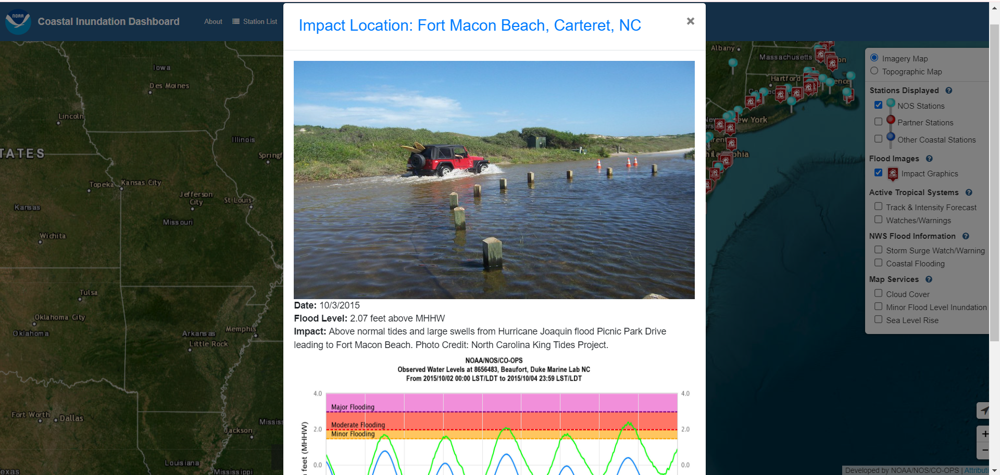 NOAA
Coastal Inundation Dashboard
About
Station List
Impact Location: Fort Macon Beach, Carteret, NC
×
Iowa
Des Moines
Lincoln
Illinois
TATES
Springf
Topeka
Kansas City
Jefferson
City
St Louis
Kansas
Missouri
Wichita
Tulsa
Oklahoma City
Oklahoma
Arkansas
Memphis
Little Rock
Fort Worth
Dallas
Mississ
Jackson
Louisiana
exas
Mississippi
Date: 10/3/2015
Flood Level: 2.07 feet above MHHW
Impact: Above normal tides and large swells from Hurricane Joaquin flood Picnic Park Drive
leading to Fort Macon Beach. Photo Credit: North Carolina King Tides Project.
NOAA/NOS/CO-OPS
Observed Water Levels at 8656483, Beaufort, Duke Marine Lab NC
From 2015/10/02 00:00 LST/LDT to 2015/10/04 23:59 LST/LDT
4.0
4.0
Major Flooding
Moderate Flooding
2.0
2.0
Minor Flooding
0.0
0.0
feet (MHHW)
Albany
Massachusetts
on
Hartford
ence
ew York
phia
Imagery Map
Topographic Map
Stations Displayed
NOS Stations
Partner Stations
Other Coastal Stations
Flood Images
Impact Graphics
Active Tropical Systems
Track & Intensity Forecast
Watches/Warnings
NWS Flood Information
Storm Surge Watch/Warning
Coastal Flooding
Map Services
Cloud Cover
Minor Flood Level Inundation
Sea Level Rise
+
−
Developed by NOAA/NOS/CO-OPS | Attributi